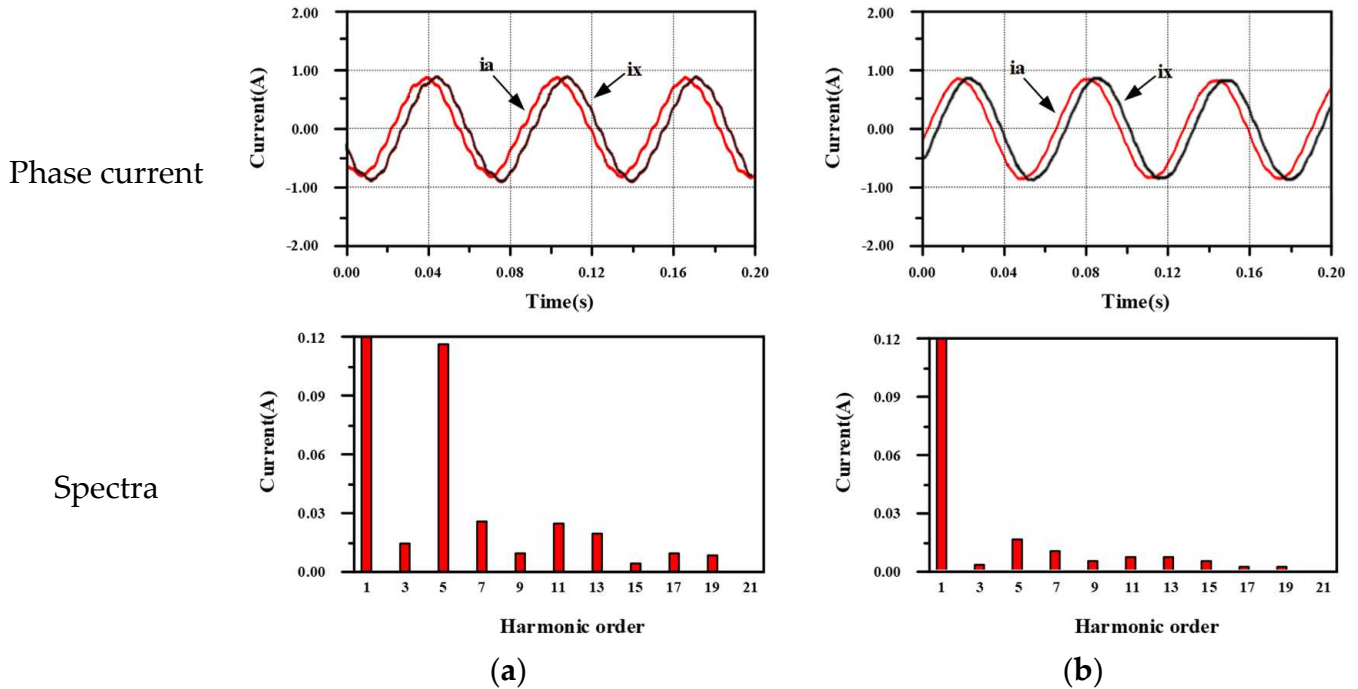 Phase current
Current(A)
2.00
1.00
0.00
-1.00
-2.00
ia
ix
0.00 0.04 0.08 0.12 0.16 0.20
Time(s)
Current(A)
2.00
1.00
0.00
-1.00
-2.00
ia
ix
0.00 0.04 0.08 0.12 0.16 0.20
Time(s)
Spectra
Current(A)
0.12
0.09
0.06
0.03
0.00
1 3 5 7 9 11 13 15 17 19 21
Harmonic order
(a)
Current(A)
0.12
0.09
0.06
0.03
0.00
1 3 5 7 9 11 13 15 17 19 21
Harmonic order
(b)